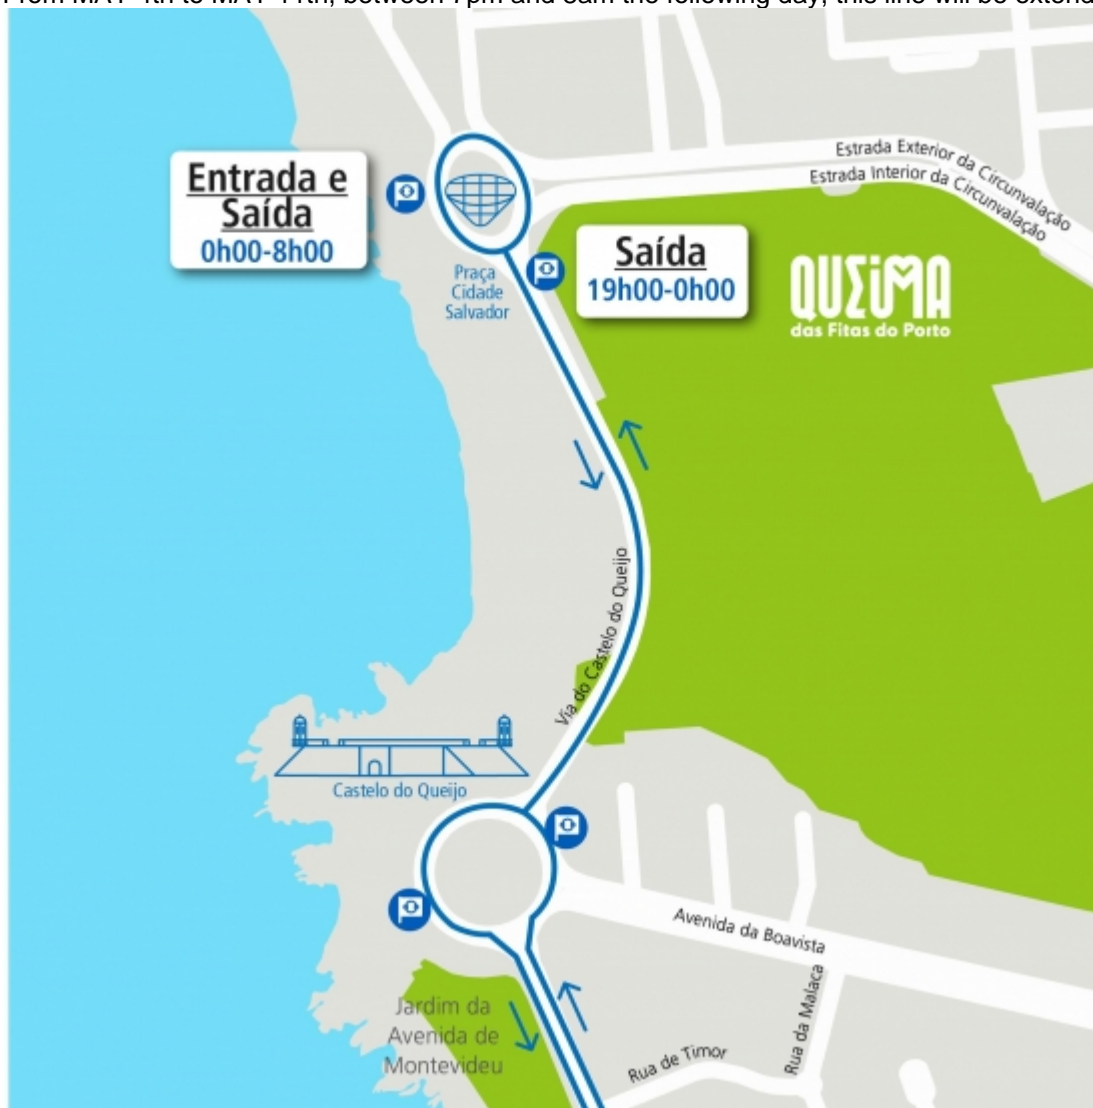 From MAY 4th to MAY 11th, between 7pm and 8am the following day, this line will be extend
Estrada Exterior da Circunvalação
Estrada Interior da Circunvalação
Entrada e
Saída
0h00-8h00
Saída
19h00-0h00
Praça
Cidade
Salvador
QUEIMA
das Fitas do Porto
Via do Castelo do Queijo
Castelo do Queijo
Avenida da Boavista
Rua da Malaca
Jardim da
Avenida de
Montevideu
Rua de Timor